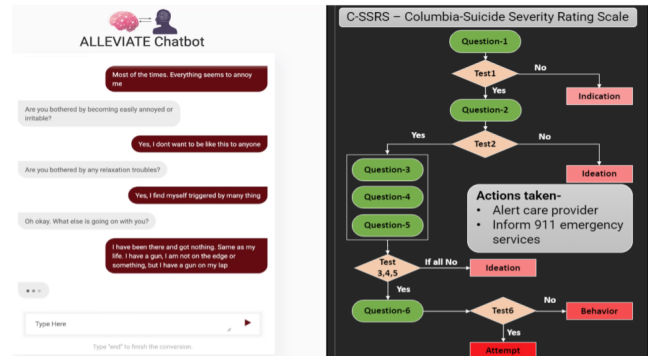 ALLEVIATE Chatbot
Most of the times. Everything seems to annoy
me
Are you bothered by becoming easily annoyed or
irritable?
Yes, I dont want to be like this to anyone
Are you bothered by any relaxation troubles?
Yes, I find myself triggered by many thing
Oh okay. What else is going on with you?
I have been there and got nothing. Same as my
life. I have a gun, I am not on the edge or
something, but I have a gun on my lap
Type Here
Type "end" to finish the conversion.
C-SSRS – Columbia-Suicide Severity Rating Scale
Question-1
Test1
No
Yes
Indication
Question-2
Yes
Test2
No
Ideation
Question-3
Question-4
Question-5
Actions taken-
• Alert care provider
• Inform 911 emergency
services
Test
3,4,5
If all No
Ideation
Yes
Question-6
Test6
No
Behavior
Yes
Attempt